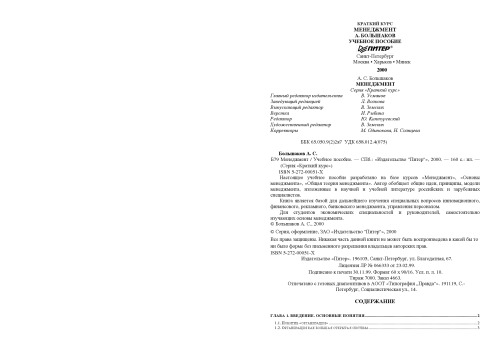 КРАТКИЙ КУРС
МЕНЕДЖМЕНТ
А. БОЛЬШАКОВ
УЧЕБНОЕ ПОСОБИЕ
ПИТЕР
Санкт-Петербург
Москва • Харьков • Минск
2000
А. С. Большаков
МЕНЕДЖМЕНТ
Серия «Краткий курс»
Главный редактор издательства В. Усманов
Заведующий редакцией Л. Волкова
Выпускающий редактор В. Земских
Верстка И. Рыбина
Редактор Ю.
Художественный редактор В. Земских
Корректоры М. Одинокова, Н. Солнцева
ББК 65.050.9(2)2я7 УДК 658.012.4(075)
Большаков А. С.
Б79 Менеджмент / Учебное пособие. — СПб.: «Издательство "Питер"», 2000. — 160 с.: ил. —
(Серия «Краткий курс»)
ISBN 5-272-00051-X
Настоящее учебное пособие разработано на базе курсов «Менеджмент», «Основы
менеджмента», «Общая теория менеджмента». Автор обобщает общие идеи, принципы, модели
менеджмента, изложенные в научной и учебной литературе российских и зарубежных
специалистов.
Книга является базой для дальнейшего изучения специальных вопросов инновационного,
финансового, рекламного, банковского менеджмента, управления персоналом.
Для студентов экономических специальностей и руководителей, самостоятельно
изучающих основы менеджмента.
© Большаков А. С., 2000
© Серия, оформление, ЗАО «Издательство "Питер"», 2000
Все права защищены. Никакая часть данной книги не может быть воспроизведена в какой бы то
ни было форме без письменного разрешения владельцев авторских прав.
ISBN 5-272-00051-X
Издательство «Питер». 196105, Санкт-Петербург, ул. Благодатная, 67.
Лицензия ЛР № 066333 от 23.02.99.
Подписано к печати 30.11.99. Формат 60 х 90/16. Усл. п. л. 10.
Тираж 7000. Заказ 4663.
Отпечатано с готовых диапозитивов в АООТ «Типография „Правда"». 191119, С.-
Петербург, Социалистическая ул., 14.
СОДЕРЖАНИЕ
ГЛАВА 1. ВВЕДЕНИЕ. ОСНОВНЫЕ ПОНЯТИЯ
1.1. ПОНЯТИЕ «ОРГАНИЗАЦИЯ»
1.2. ОРГАНИЗАЦИЯ КАК БОЛЬШАЯ ОТКРЫТАЯ СИСТЕМА